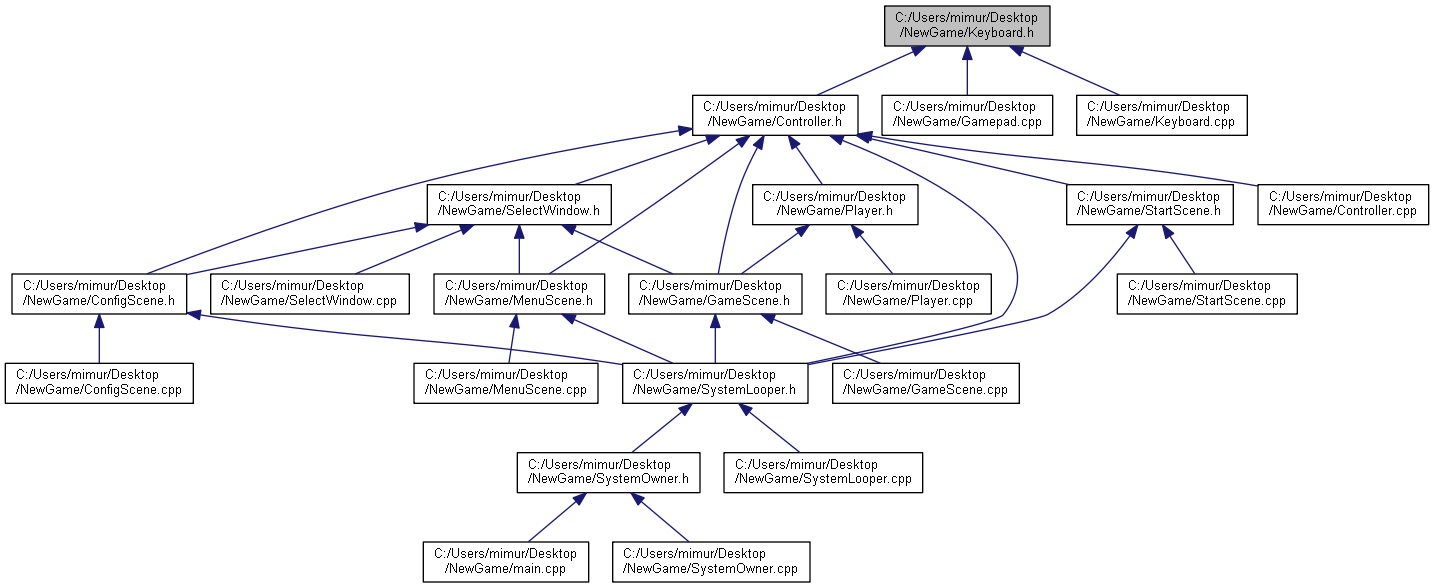 C:/Users/mimur/Desktop
/NewGame/Keyboard.h
C:/Users/mimur/Desktop
/NewGame/Controller.h
C:/Users/mimur/Desktop
/NewGame/Gamepad.cpp
C:/Users/mimur/Desktop
/NewGame/Keyboard.cpp
C:/Users/mimur/Desktop
/NewGame/SelectWindow.h
C:/Users/mimur/Desktop
/NewGame/Player.h
C:/Users/mimur/Desktop
/NewGame/StartScene.h
C:/Users/mimur/Desktop
/NewGame/Controller.cpp
C:/Users/mimur/Desktop
/NewGame/ConfigScene.h
C:/Users/mimur/Desktop
/NewGame/SelectWindow.cpp
C:/Users/mimur/Desktop
/NewGame/MenuScene.h
C:/Users/mimur/Desktop
/NewGame/GameScene.h
C:/Users/mimur/Desktop
/NewGame/Player.cpp
C:/Users/mimur/Desktop
/NewGame/StartScene.cpp
C:/Users/mimur/Desktop
/NewGame/ConfigScene.cpp
C:/Users/mimur/Desktop
/NewGame/MenuScene.cpp
C:/Users/mimur/Desktop
/NewGame/SystemLooper.h
C:/Users/mimur/Desktop
/NewGame/GameScene.cpp
C:/Users/mimur/Desktop
/NewGame/SystemOwner.h
C:/Users/mimur/Desktop
/NewGame/SystemLooper.cpp
C:/Users/mimur/Desktop
/NewGame/main.cpp
C:/Users/mimur/Desktop
/NewGame/SystemOwner.cpp